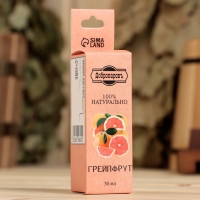 SIMA
LAND
Добропаровъ
100%
НАТУРАЛЬНО
ГРЕЙПФРУТ
30 мл